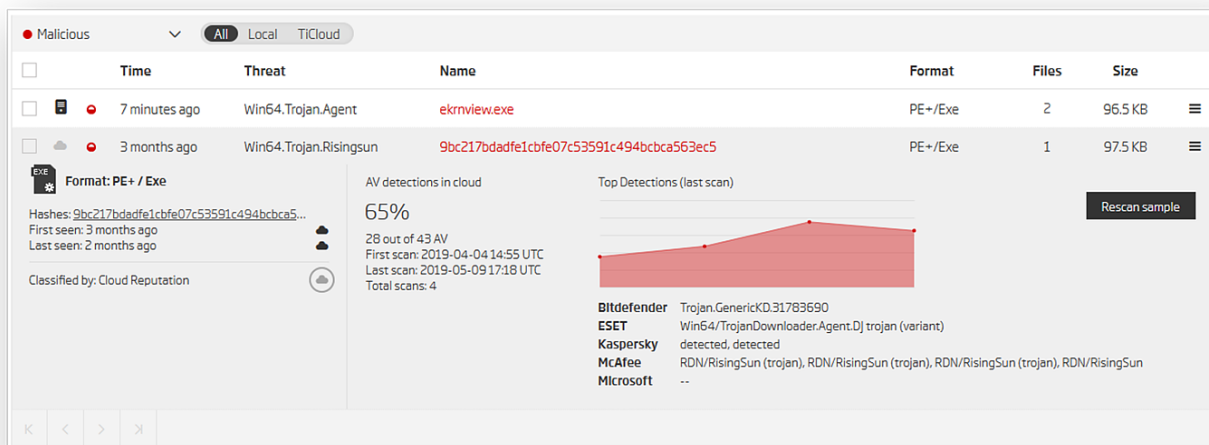 Malicious All Local TiCloud
Time Threat Name Format Files Size
7 minutes ago Win64.Trojan.Agent ekrnview.exe PE+/Exe 2 96.5 KB
3 months ago Win64.Trojan.Risingsun 9bc217bdadfe1cbfe07c53591c494bcbca563ec5 PE+/Exe 1 97.5 KB
EXE Format: PE+ / Exe
Hashes: 9bc217bdadfe1cbfe07c53591c494bcbca5...
First seen: 3 months ago
Last seen: 2 months ago
Classified by: Cloud Reputation
AV detections in cloud
65%
28 out of 43 AV
First scan: 2019-04-04 14:55 UTC
Last scan: 2019-05-09 17:18 UTC
Total scans: 4
Top Detections (last scan)
Bitdefender Trojan.GenericKD.31783690
ESET Win64/TrojanDownloader.Agent.DJ trojan (variant)
Kaspersky detected, detected
McAfee RDN/RisingSun (trojan), RDN/RisingSun (trojan), RDN/RisingSun (trojan), RDN/RisingSun
Microsoft --
Rescan sample